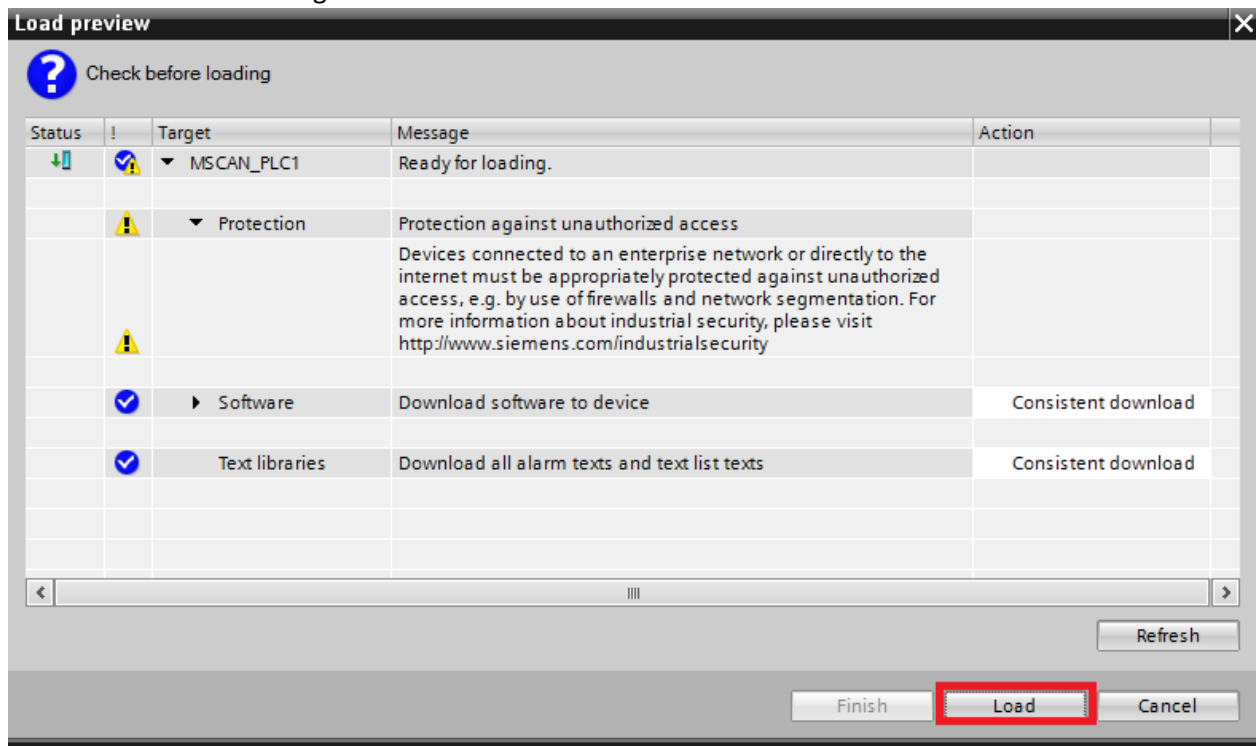 Load preview
Check before loading
Status ! Target Message Action
MSCAN_PLC1 Ready for loading.
Protection Protection against unauthorized access
Devices connected to an enterprise network or directly to the
internet must be appropriately protected against unauthorized
access, e.g. by use of firewalls and network segmentation. For
more information about industrial security, please visit
http://www.siemens.com/industrialsecurity
Software Download software to device Consistent download
Text libraries Download all alarm texts and text list texts Consistent download
Refresh
Finish Load Cancel